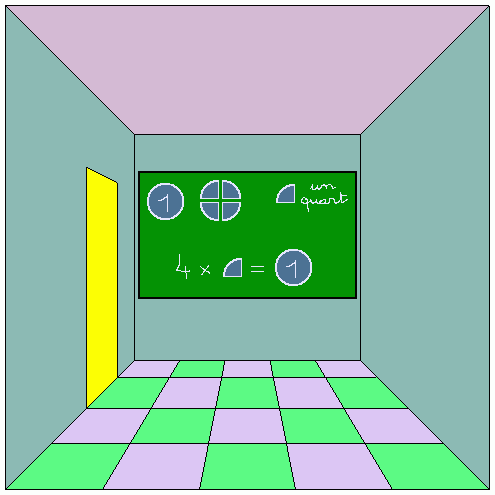 1 un
quart
4 × = 1